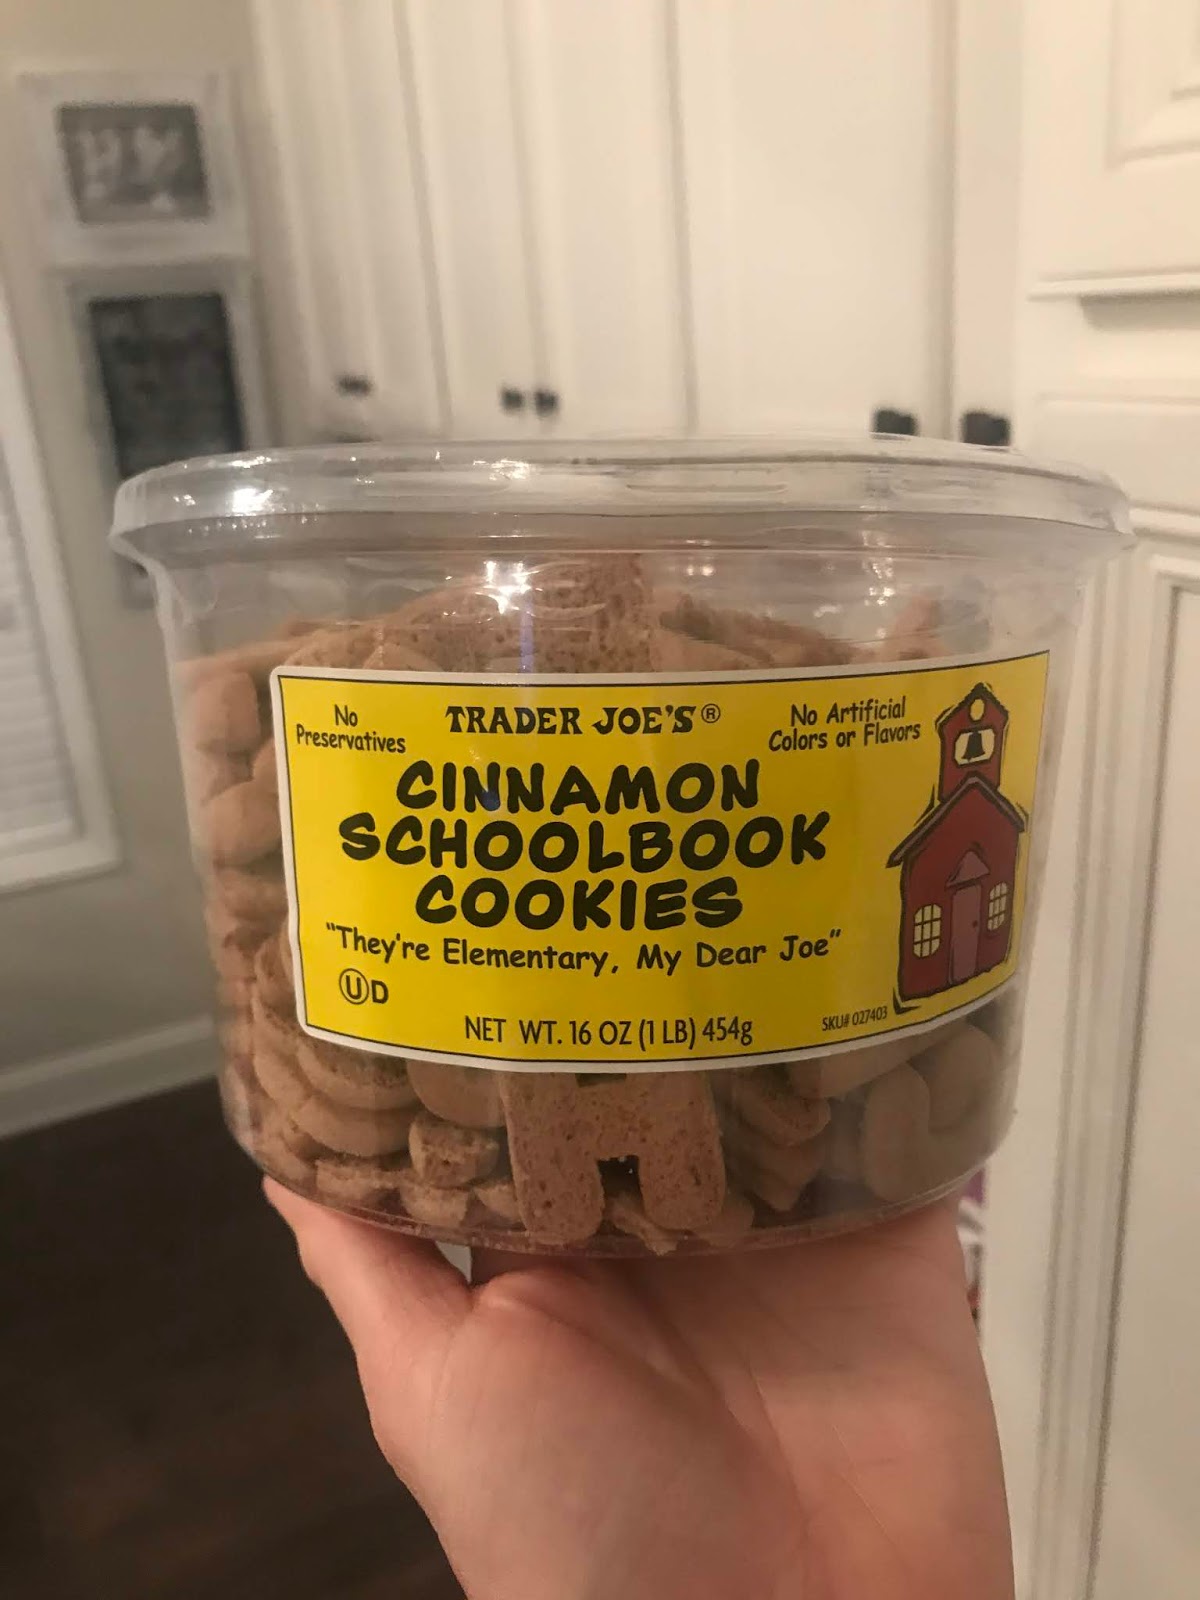 No
Preservatives
TRADER JOE'S®
No Artificial
Colors or Flavors
CINNAMON
SCHOOLBOOK
COOKIES
"They're Elementary, My Dear Joe"
ⓊD
NET WT. 16 OZ (1 LB) 454g
SKU# 027403